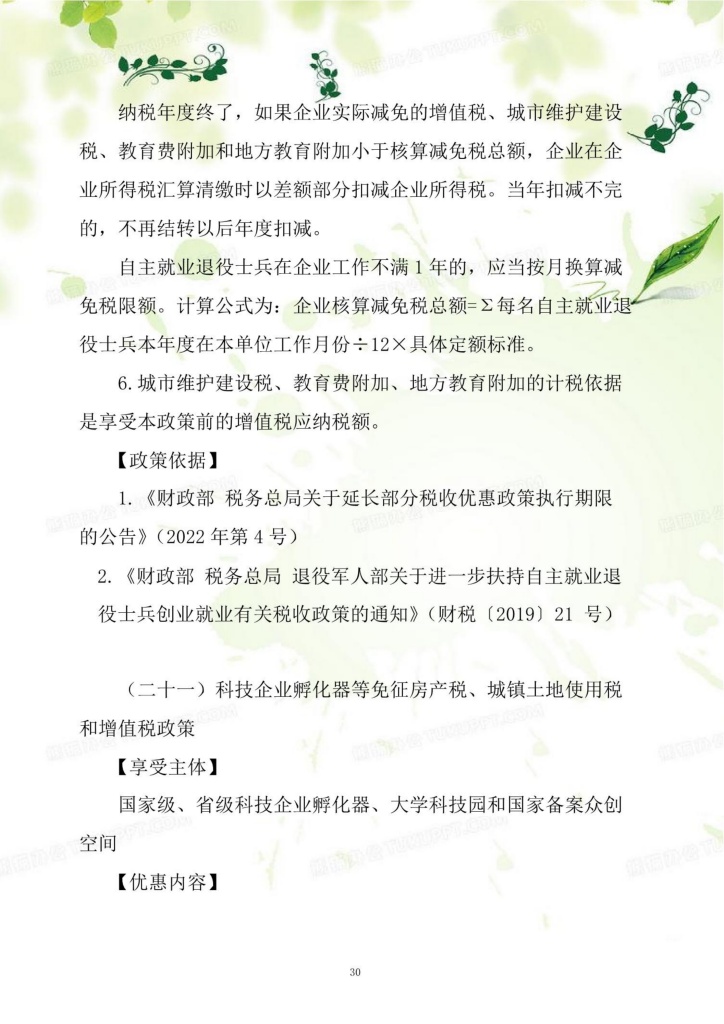 纳税年度终了，如果企业实际减免的增值税、城市维护建设
税、教育费附加和地方教育附加小于核算减免税总额，企业在企
业所得税汇算清缴时以差额部分扣减企业所得税。当年扣减不完
的，不再结转以后年度扣减。
自主就业退役士兵在企业工作不满 1 年的，应当按月换算减
免税限额。计算公式为：企业核算减免税总额=Σ每名自主就业退
役士兵本年度在本单位工作月份÷12×具体定额标准。
6.城市维护建设税、教育费附加、地方教育附加的计税依据
是享受本政策前的增值税应纳税额。
【政策依据】
1.《财政部 税务总局关于延长部分税收优惠政策执行期限
的公告》（2022 年第 4 号）
2.《财政部 税务总局 退役军人部关于进一步扶持自主就业退
役士兵创业就业有关税收政策的通知》（财税〔2019〕21 号）
（二十一）科技企业孵化器等免征房产税、城镇土地使用税
和增值税政策
【享受主体】
国家级、省级科技企业孵化器、大学科技园和国家备案众创
空间
【优惠内容】
30